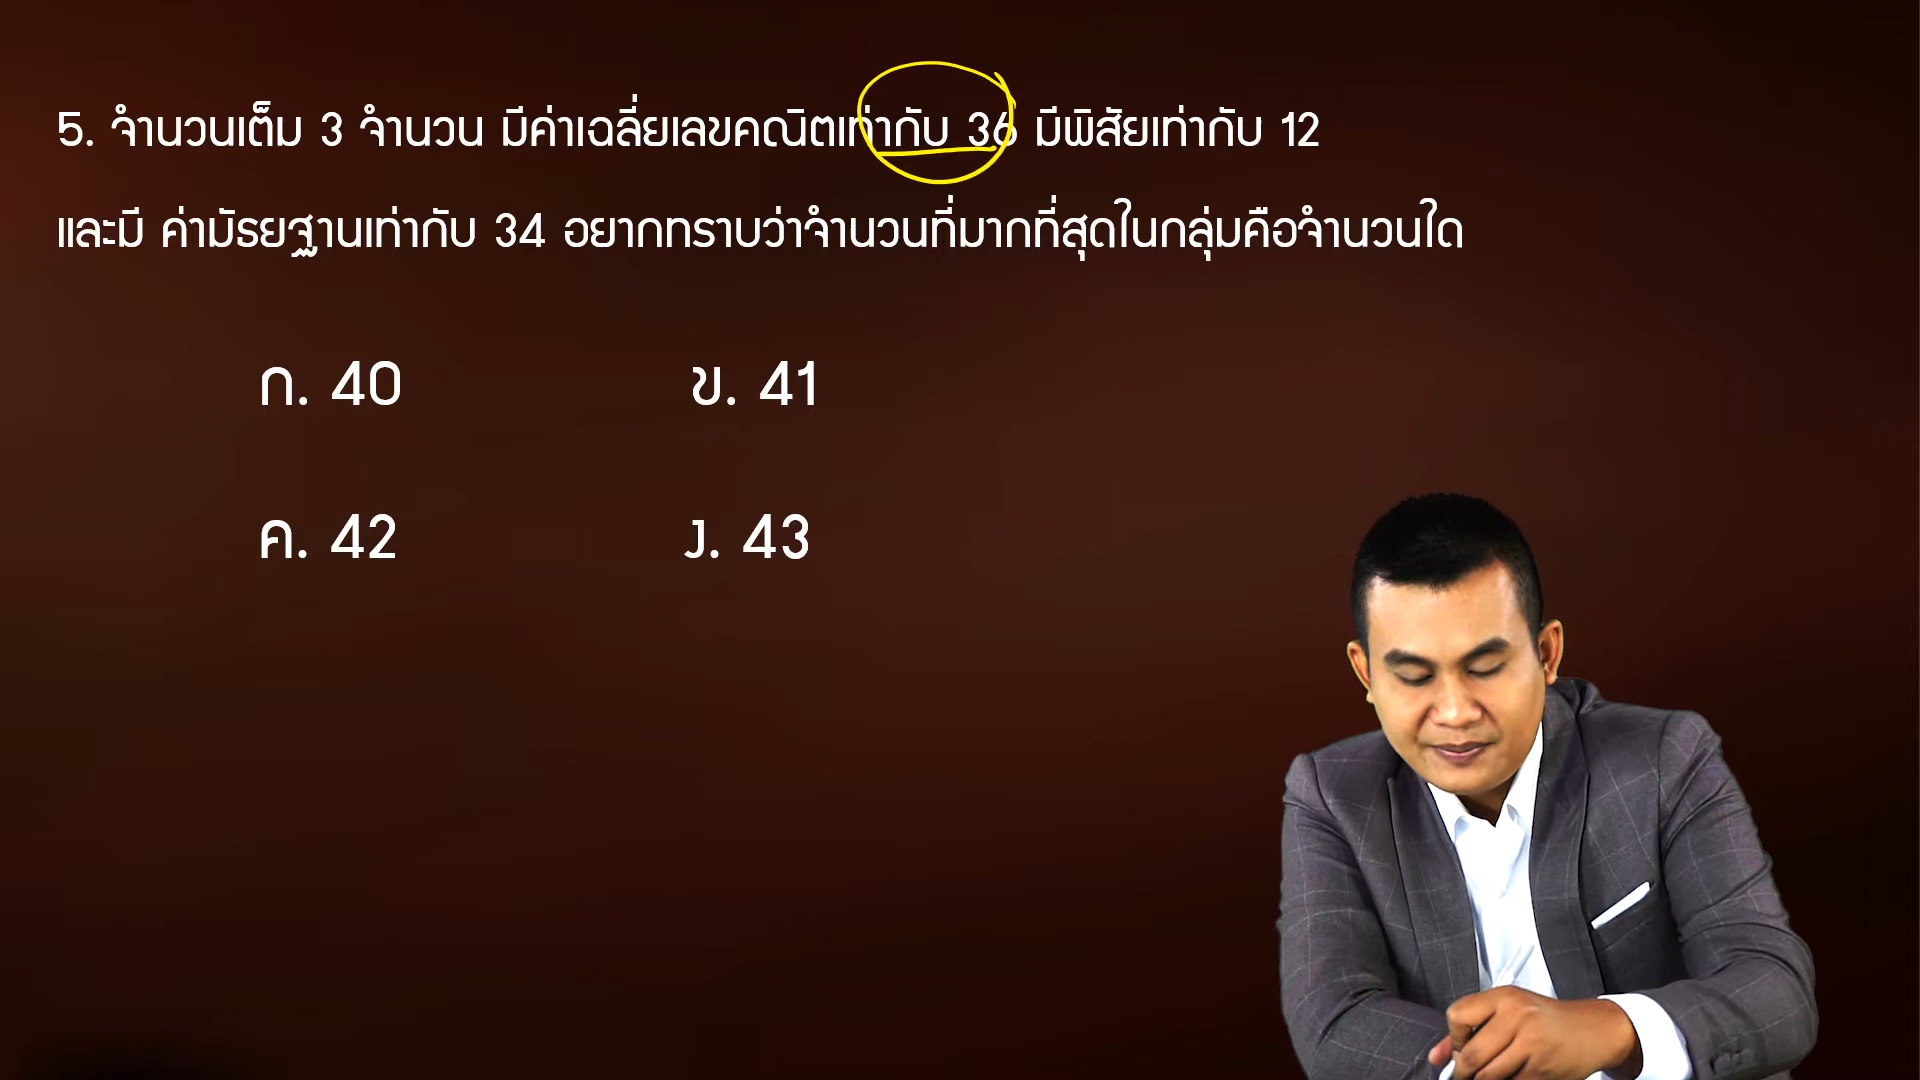 5. จำนวนเต็ม 3 จำนวน มีค่าเฉลี่ยเลขคณิตเท่ากับ 36 มีพิสัยเท่ากับ 12
และมี ค่ามัธยฐานเท่ากับ 34 อยากทราบว่าจำนวนที่มากที่สุดในกลุ่มคือจำนวนใด
ก. 40 ข. 41
ค. 42 ง. 43